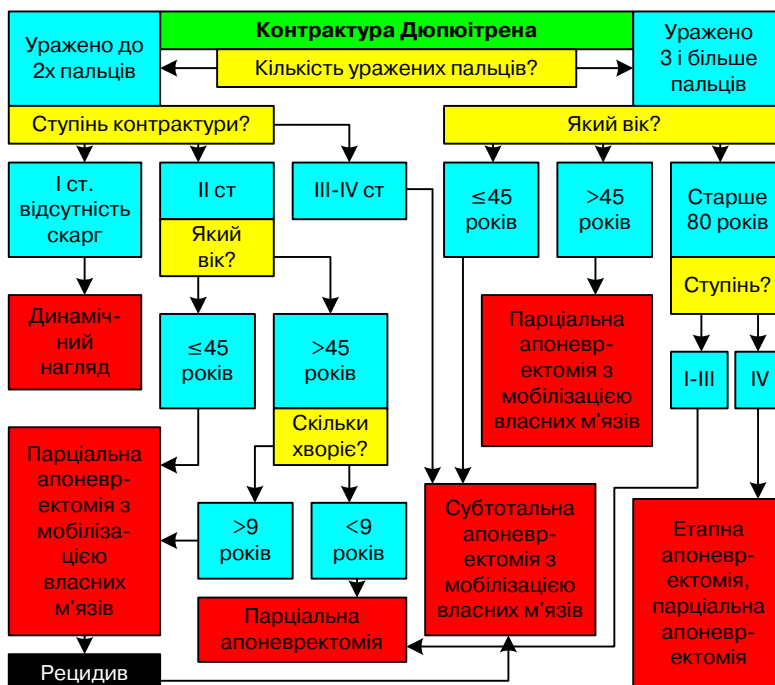 Контрактура Дюпюітрена
Уражено до
2х пальців
Кількість уражених пальців?
Уражено
3 і більше
пальців
Ступінь контрактури?
Який вік?
I ст.
відсутність
скарг
II ст
III-IV ст
≤45
років
>45
років
Старше
80 років
Який
вік?
Ступінь?
Динаміч-
ний
нагляд
≤45
років
>45
років
Парціальна
апоневр-
ектомія з
мобілізацією
власних м'язів
I-III
IV
Скільки
хворіє?
Парціальна
апоневр-
ектомія з
мобіліза-
цією
власних
м'язів
>9
років
<9
років
Субтотальна
апоневр-
ектомія з
мобілізацією
власних м'язів
Етапна
апоневр-
ектомія,
парціальна
апоневр-
ектомія
Парціальна
апоневректомія
Рецидив